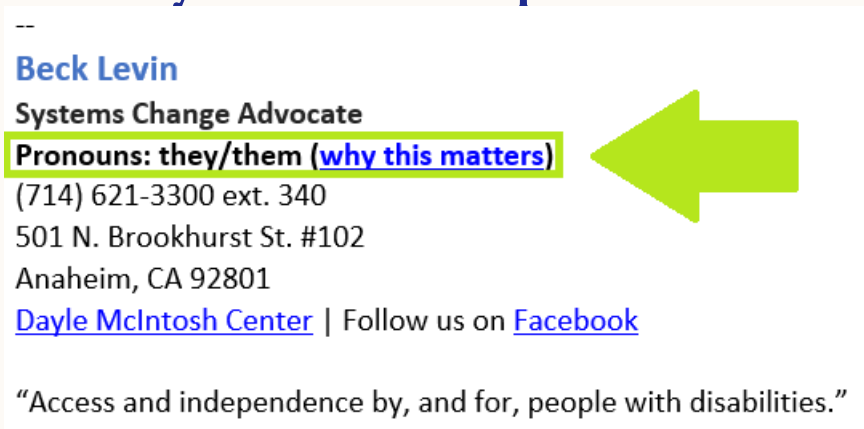 --
Beck Levin
Systems Change Advocate
Pronouns: they/them (why this matters)
(714) 621-3300 ext. 340
501 N. Brookhurst St. #102
Anaheim, CA 92801
Dayle McIntosh Center | Follow us on Facebook
“Access and independence by, and for, people with disabilities.”